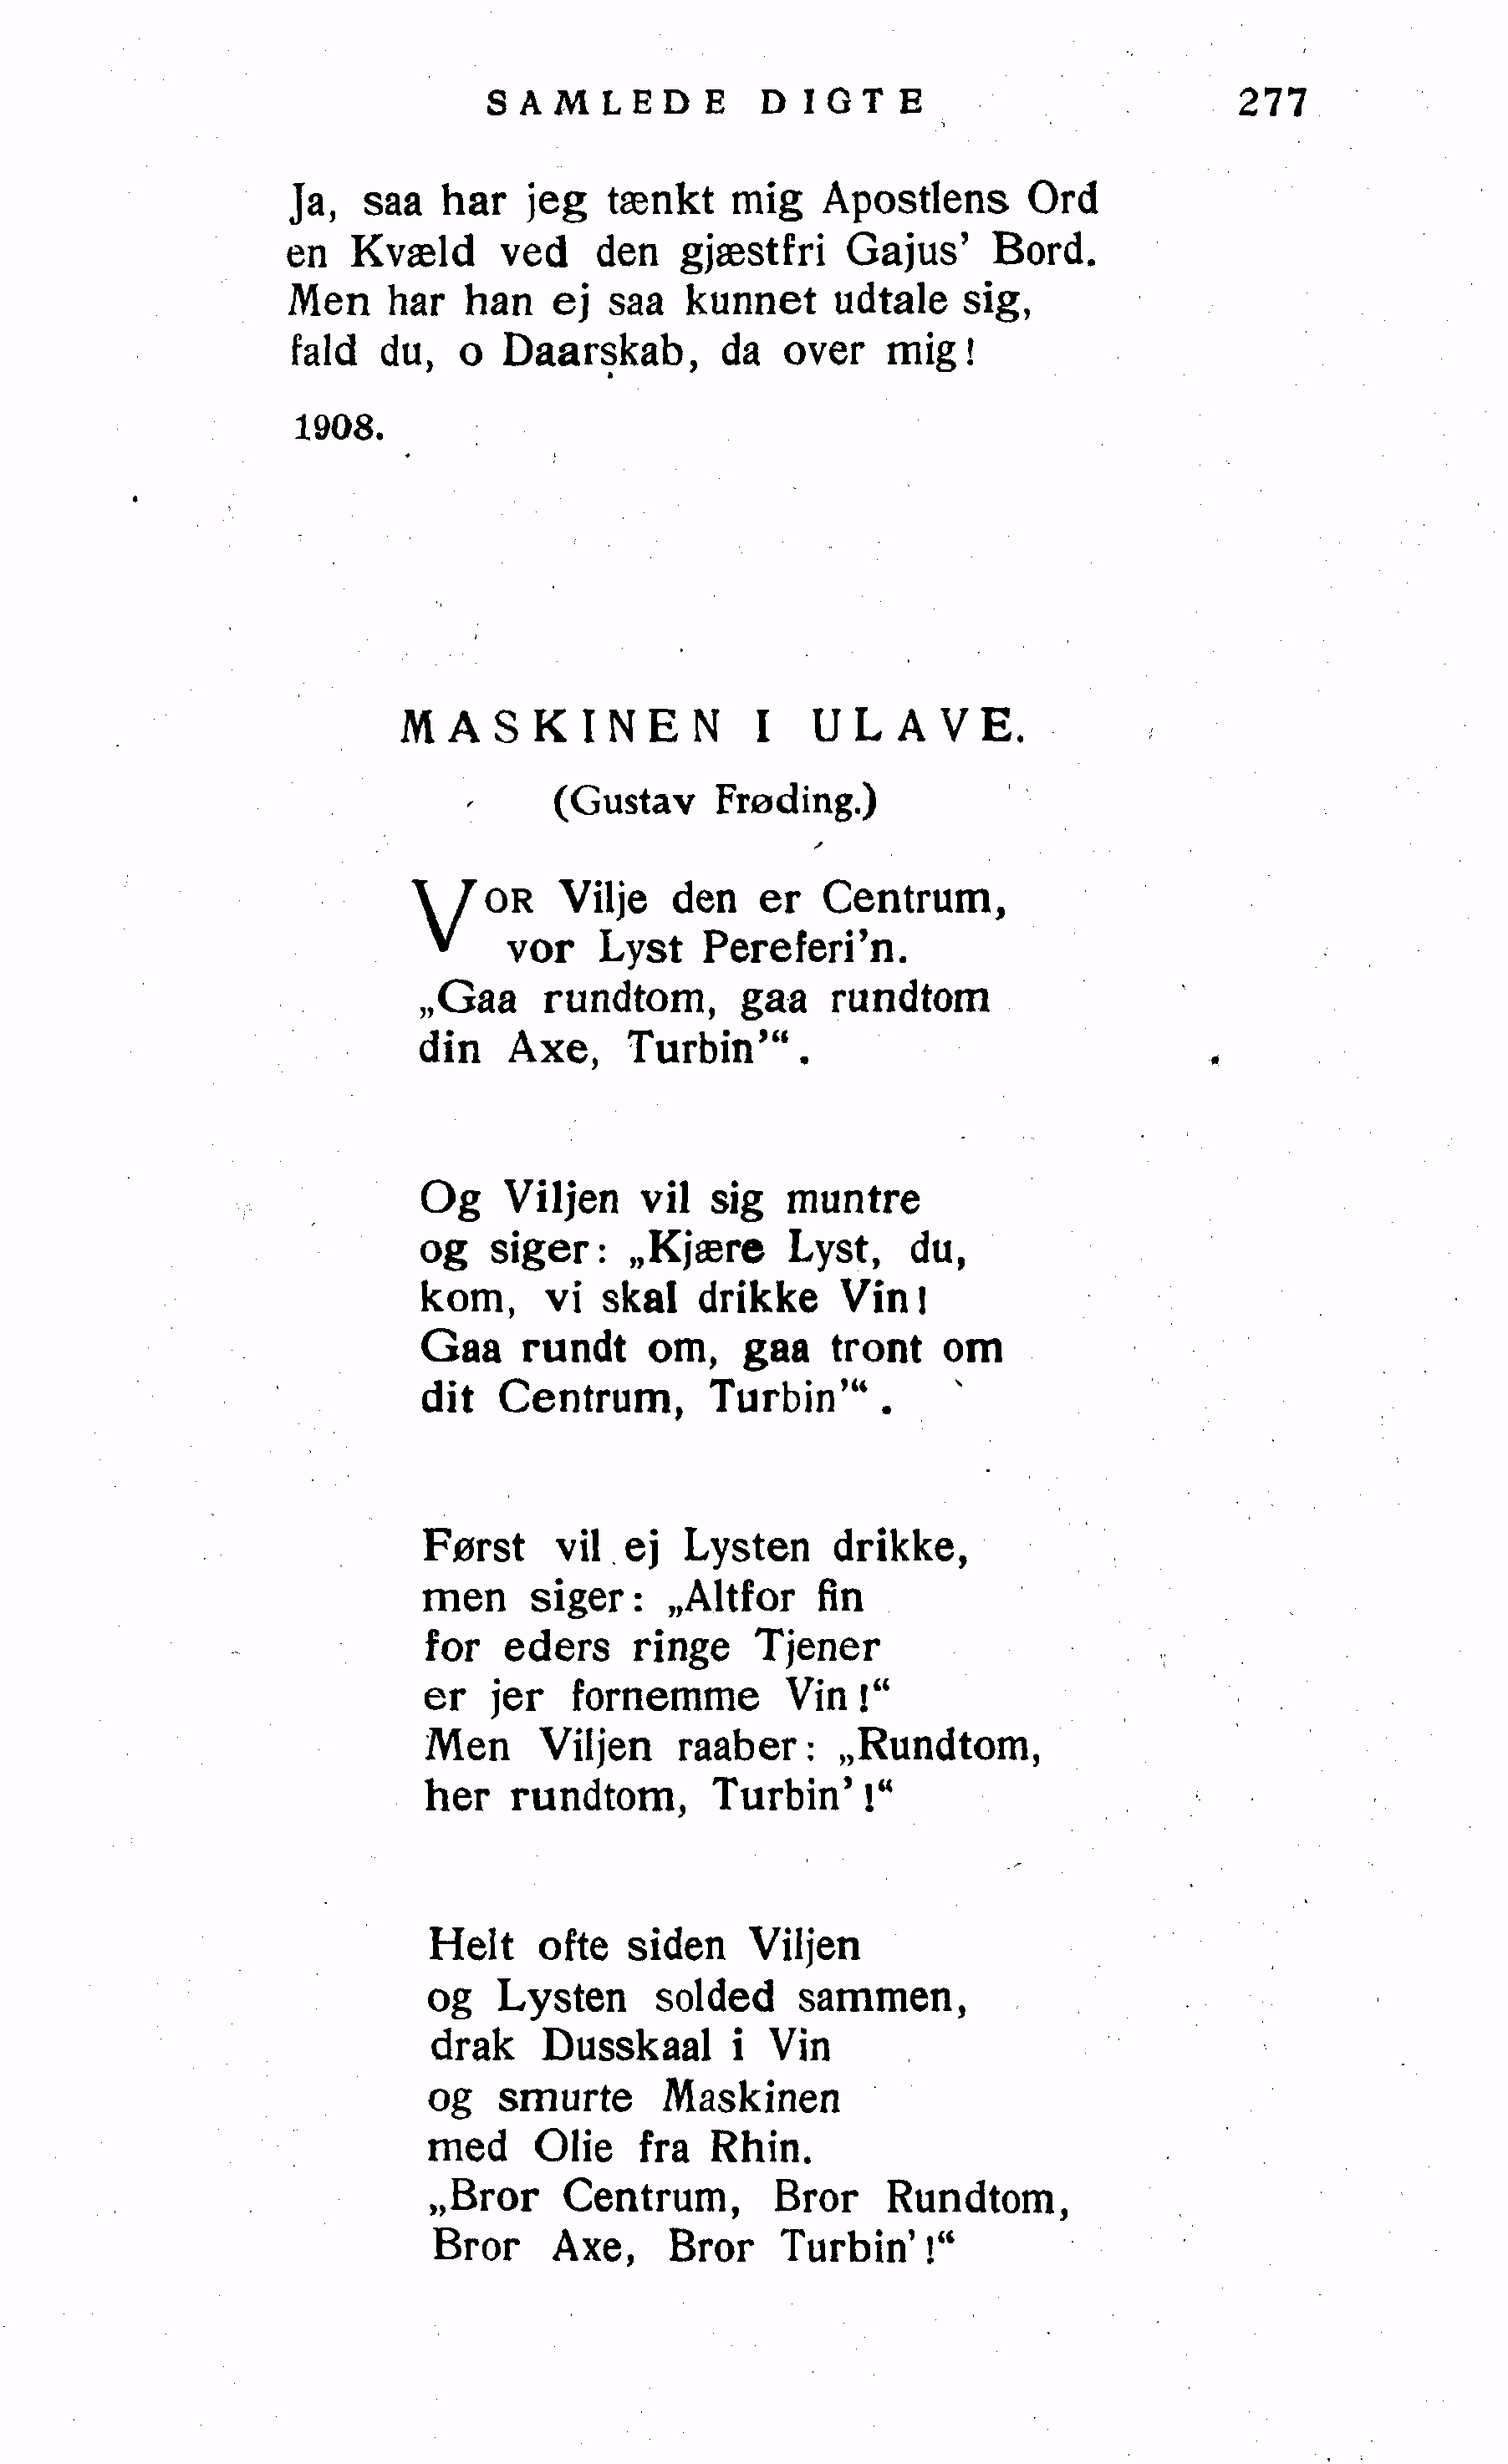 SAMLEDE DIGTE 277
Ja, saa har jeg tænkt mig Apostlens Ord
en Kvæld ved den gjæstfri Gajus’ Bord.
Men har han ej saa kunnet udtale sig,
fald du, o Daarskab, da over mig!
1908.
MASKINEN I ULAVE.
(Gustav Frøding.)
VOR Vilje den er Centrum,
vor Lyst Pereferi’n.
„Gaa rundtom, gaa rundtom
din Axe, Turbin’“.
Og Viljen vil sig muntre
og siger: „Kjære Lyst, du,
kom, vi skal drikke Vin!
Gaa rundt om, gaa tront om
dit Centrum, Turbin’“.
Først vil ej Lysten drikke,
men siger: „Altfor fin
for eders ringe Tjener
er jer fornemme Vin!“
Men Viljen raaber: „Rundtom,
her rundtom, Turbin’!“
Helt ofte siden Viljen
og Lysten solded sammen,
drak Dusskaal i Vin
og smurte Maskinen
med Olie fra Rhin.
„Bror Centrum, Bror Rundtom,
Bror Axe, Bror Turbin’!“